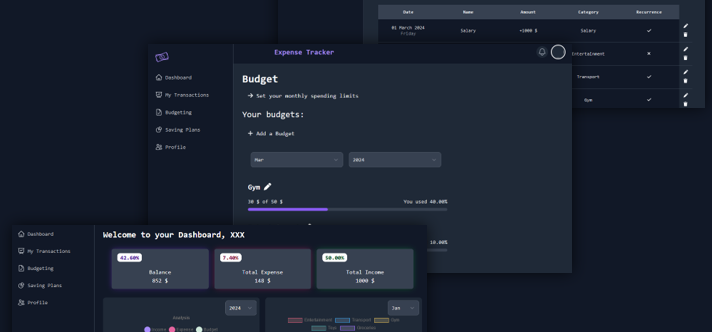 Date Name Amount Category Recurrence
01 March 2024
Friday
Salary +1000 $ Salary
Entertainment
Transport
Gym
Expense Tracker
Dashboard
My Transactions
Budgeting
Saving Plans
Profile
Budget
→ Set your monthly spending limits
Your budgets:
+ Add a Budget
Mar 2024
Gym
30 $ of 50 $ You used 40.00%
16.00%
Dashboard
My Transactions
Budgeting
Saving Plans
Profile
Welcome to your Dashboard, XXX
42.60% 7.40% 50.00%
Balance Total Expense Total Income
852 $ 148 $ 1000 $
2024 Jan
Analysis
Income Expense Budget
Entertainment Transport Gym